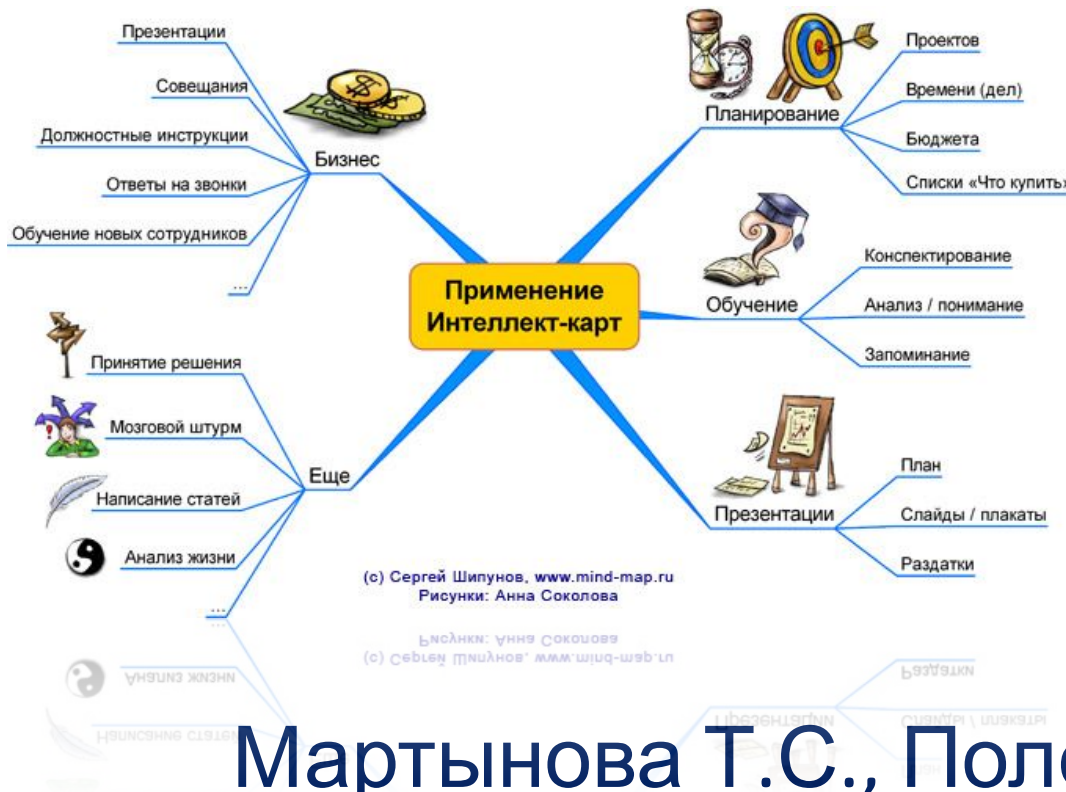 Презентации
Совещания
Должностные инструкции
Ответы на звонки
Обучение новых сотрудников
...
Бизнес
Планирование
Проектов
Времени (дел)
Бюджета
Списки «Что купить»
Применение
Интеллект-карт
Обучение
Конспектирование
Анализ / понимание
Запоминание
Принятие решения
Мозговой штурм
Написание статей
Анализ жизни
...
Еще
Презентации
План
Слайды / плакаты
Раздатки
(c) Сергей Шипунов, www.mind-map.ru
Рисунки: Анна Соколова
Мартынова Т.С.,